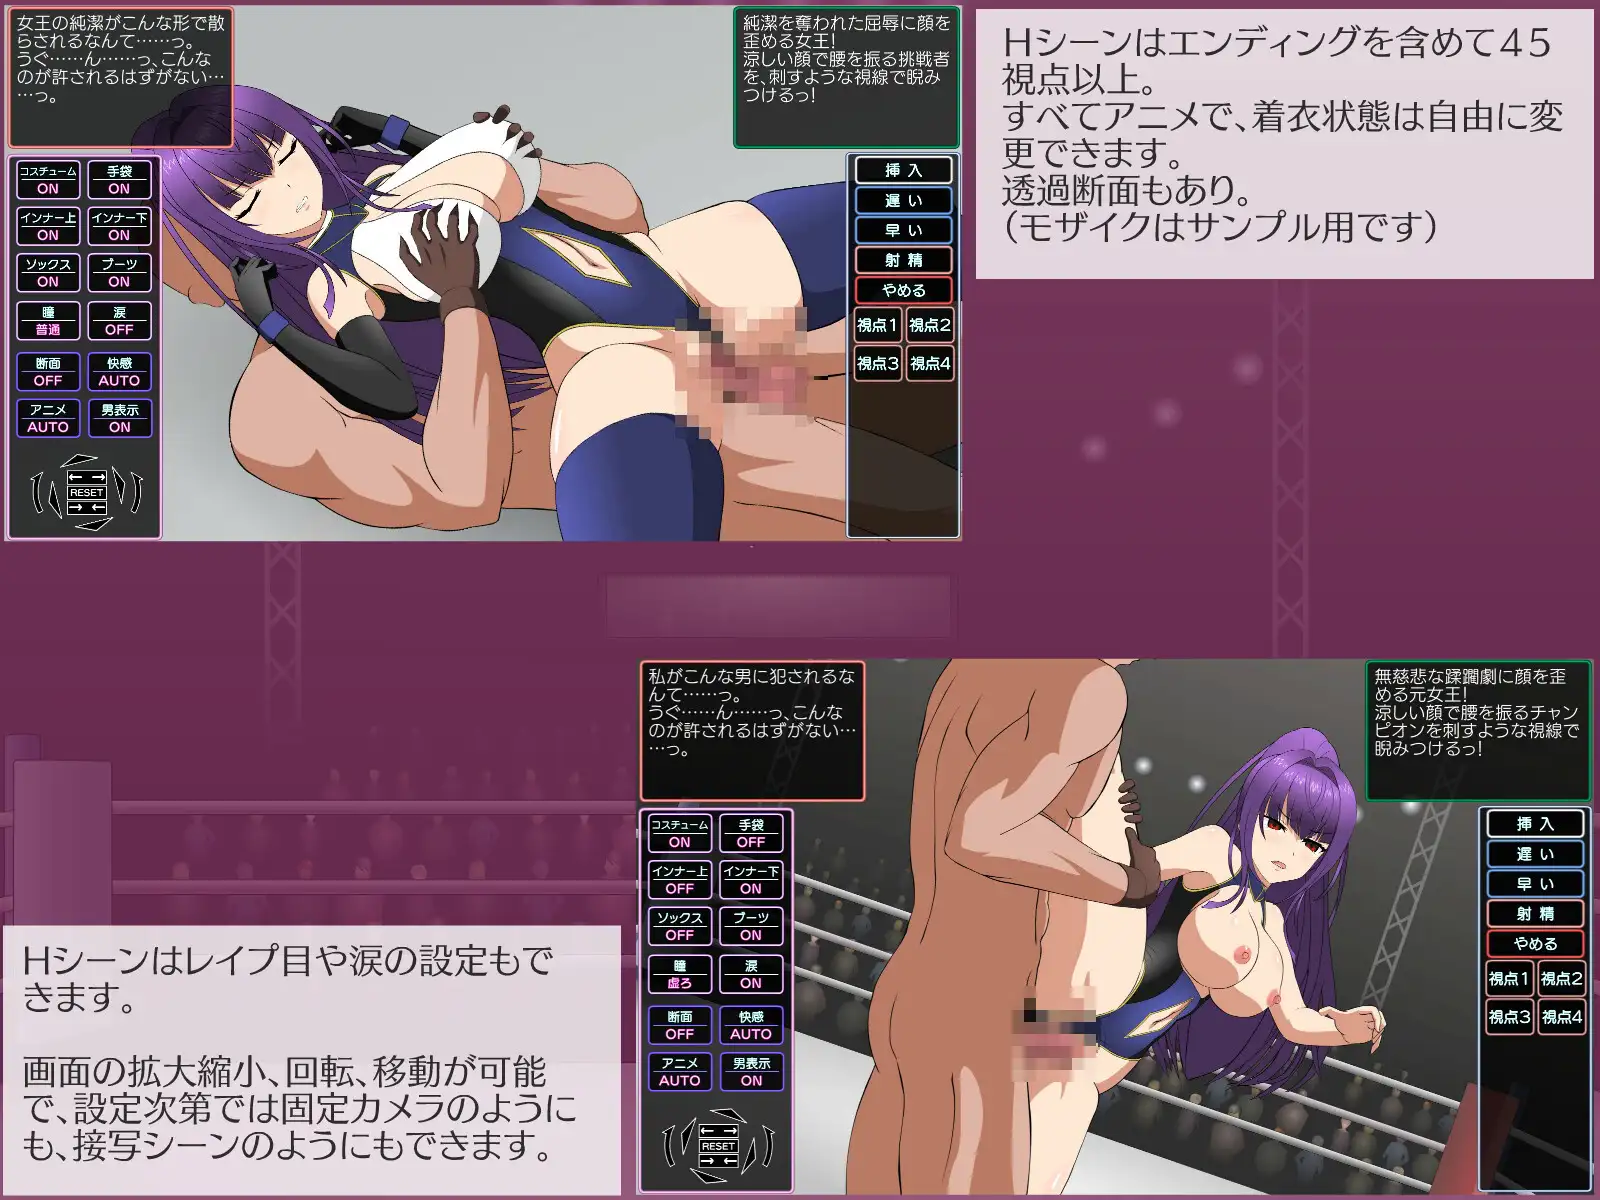 女王の純潔がこんな形で散
らされるなんて……っ。
うぐ……ん……っ、こんな
のが許されるはずがない…
…っ。
純潔を奪われた屈辱に顔を
歪める女王!
涼しい顔で腰を振る挑戦者
を、刺すような視線で睨み
つけるっ!
Hシーンはエンディングを含めて45
視点以上。
すべてアニメで、着衣状態は自由に変
更できます。
透過断面もあり。
(モザイクはサンプル用です)
コスチューム 手袋
ON ON
インナー上 インナー下
ON ON
ソックス ブーツ
ON ON
瞳 涙
普通 OFF
断面 快感
OFF AUTO
アニメ 男表示
AUTO ON
RESET
挿入
遅い
早い
射精
やめる
視点1 視点2
視点3 視点4
私がこんな男に犯されるな
んて……っ。
うぐ……ん……っ、こんな
のが許されるはずがない…
…っ。
無慈悲な蹂躙劇に顔を歪
める元女王!
涼しい顔で腰を振るチャン
ピオンを刺すような視線で
睨みつけるっ!
コスチューム 手袋
ON OFF
インナー上 インナー下
OFF ON
ソックス ブーツ
OFF ON
瞳 涙
虚ろ ON
断面 快感
OFF AUTO
アニメ 男表示
AUTO ON
RESET
挿入
遅い
早い
射精
やめる
視点1 視点2
視点3 視点4
Hシーンはレイプ目や涙の設定もで
きます。
画面の拡大縮小、回転、移動が可能
で、設定次第では固定カメラのように
も、接写シーンのようにもできます。